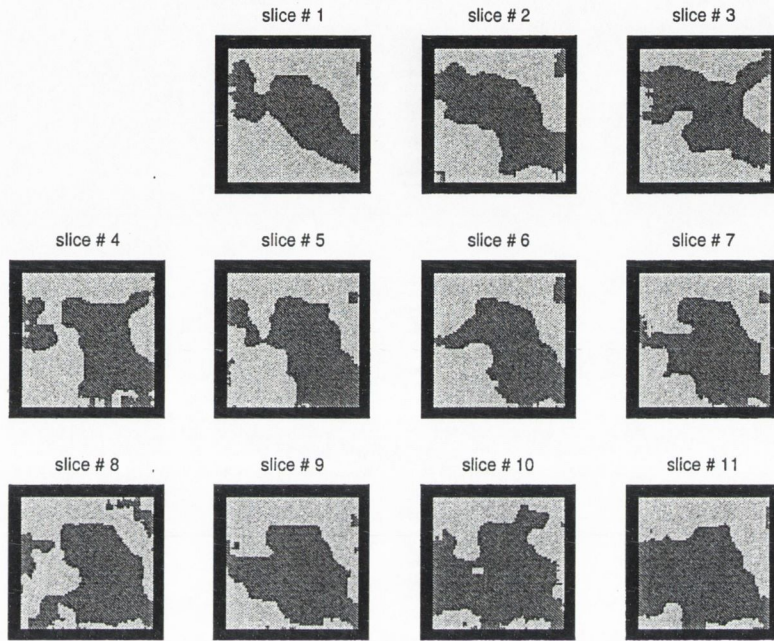 slice # 1
slice # 2
slice # 3
slice # 4
slice # 5
slice # 6
slice # 7
slice # 8
slice # 9
slice # 10
slice # 11